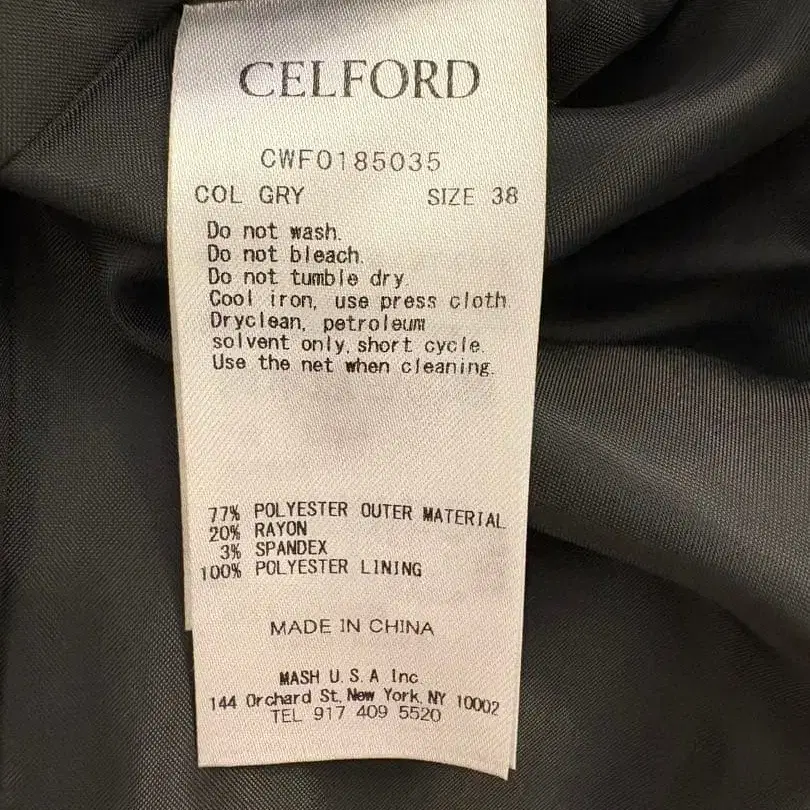 CELFORD
CWFO185035
COL GRY SIZE 38
Do not wash.
Do not bleach.
Do not tumble dry.
Cool iron, use press cloth
Dryclean, petroleum
solvent only, short cycle.
Use the net when cleaning.
77% POLYESTER OUTER MATERIAL
20% RAYON
3% SPANDEX
100% POLYESTER LINING
MADE IN CHINA
MASH U.S.A Inc
144 Orchard St, New York, NY 10002
TEL 917 409 5520